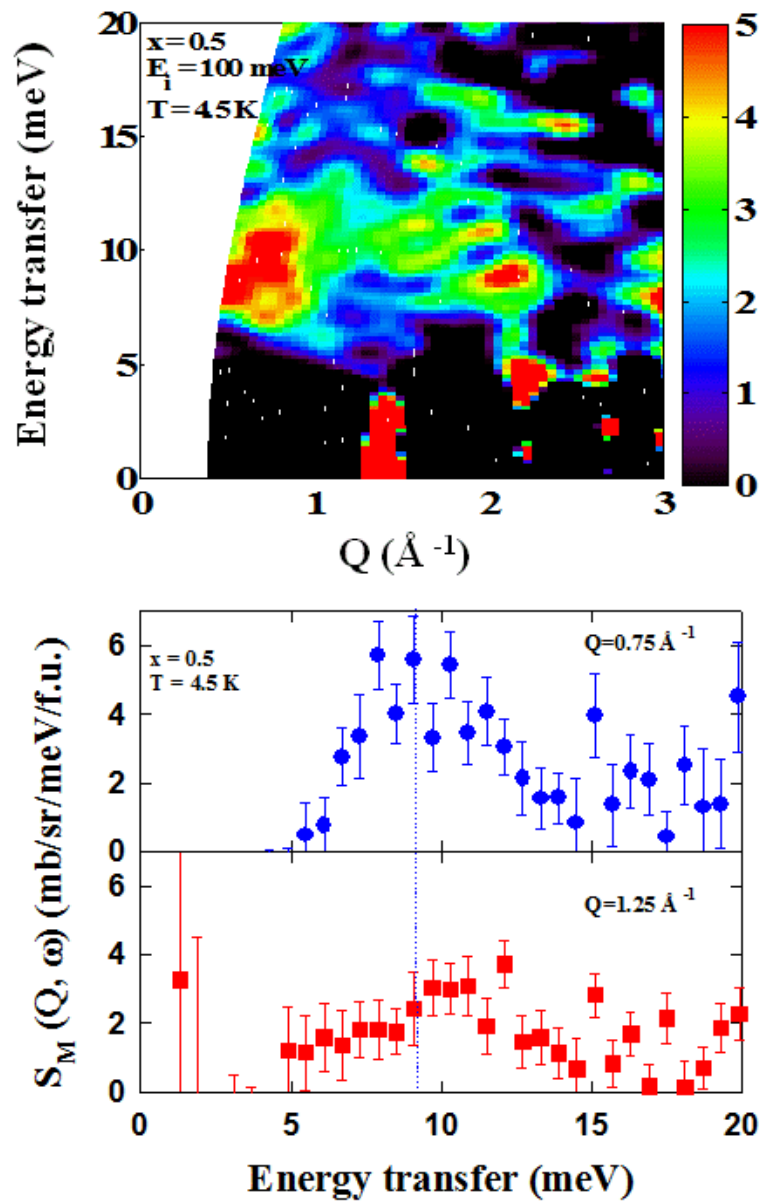 20
x = 0.5
E_i = 100 meV
T = 4.5 K
15
10
5
0
Energy transfer (meV)
0 1 2 3
Q (Å ⁻¹)
5
4
3
2
1
0
x = 0.5
T = 4.5 K
Q=0.75 Å ⁻¹
6
4
2
0
Q=1.25 Å ⁻¹
6
4
2
0
S_M (Q, ω) (mb/sr/meV/f.u.)
0 5 10 15 20
Energy transfer (meV)